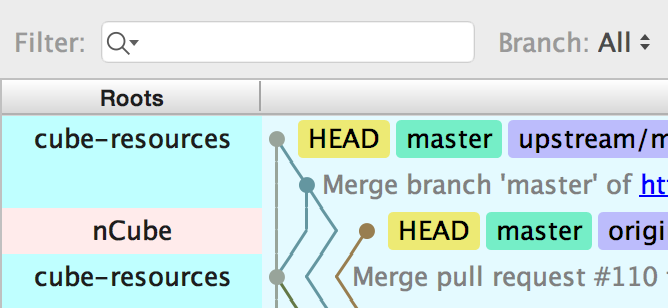 Filter: Branch: All
Roots
cube-resources HEAD master upstream/m
Merge branch 'master' of ht
nCube HEAD master origi
cube-resources Merge pull request #110